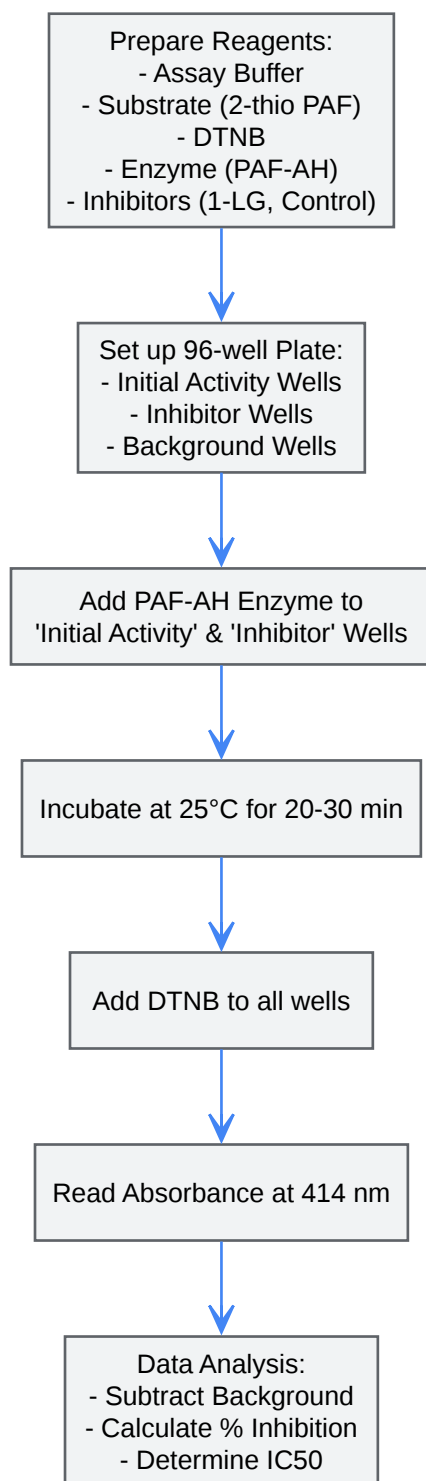 Prepare Reagents:
- Assay Buffer
- Substrate (2-thio PAF)
- DTNB
- Enzyme (PAF-AH)
- Inhibitors (1-LG, Control)
Set up 96-well Plate:
- Initial Activity Wells
- Inhibitor Wells
- Background Wells
Add PAF-AH Enzyme to
'Initial Activity' & 'Inhibitor' Wells
Incubate at 25°C for 20-30 min
Add DTNB to all wells
Read Absorbance at 414 nm
Data Analysis:
- Subtract Background
- Calculate % Inhibition
- Determine IC50